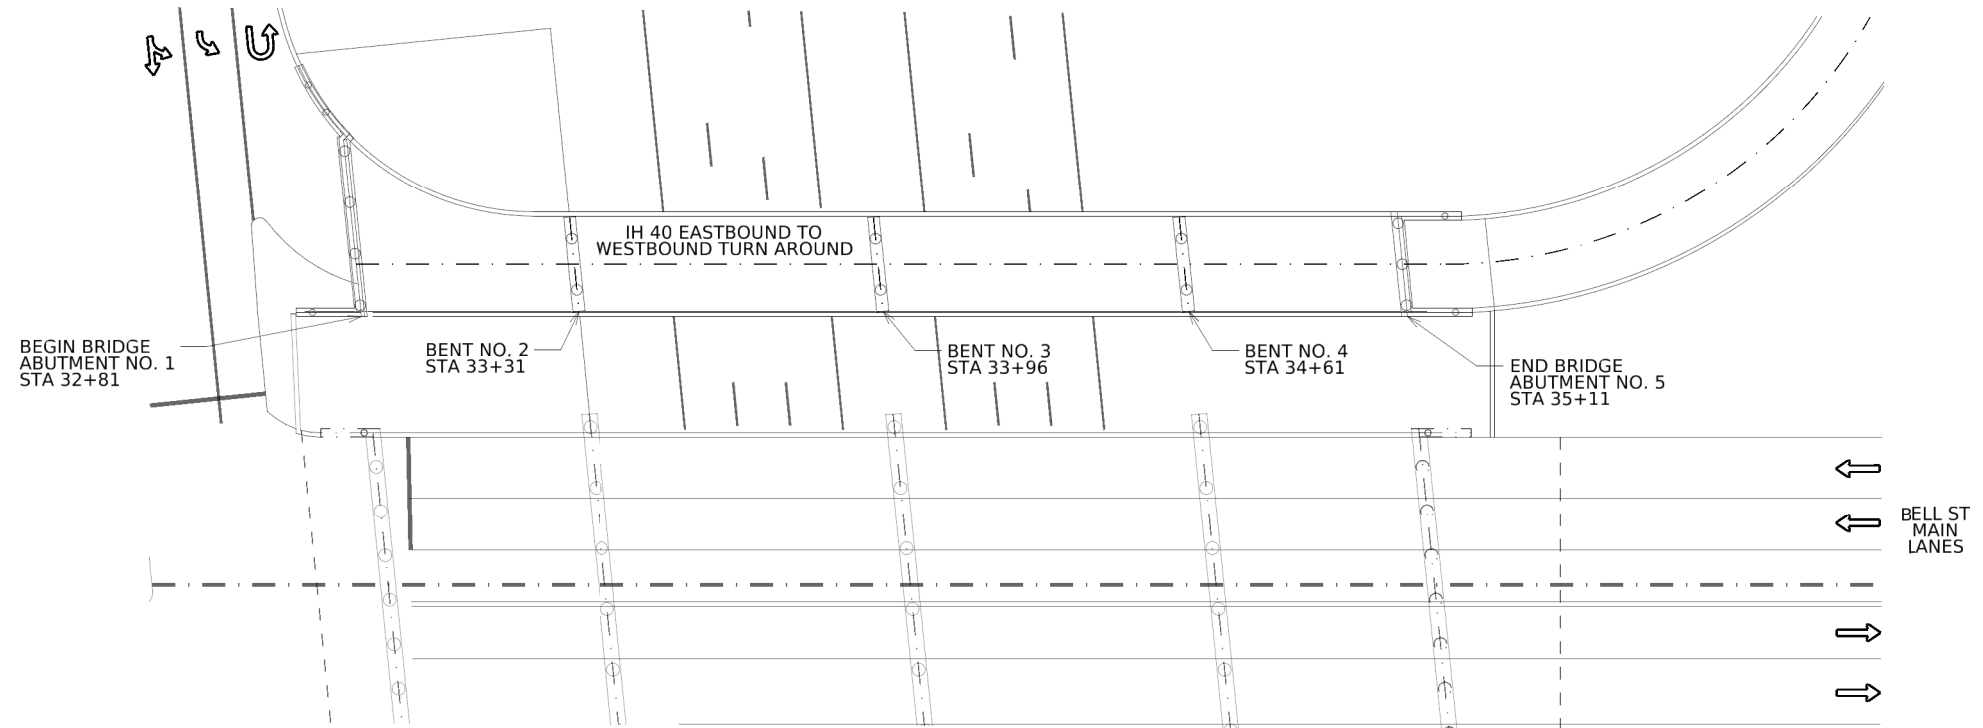 IH 40 EASTBOUND TO
WESTBOUND TURN AROUND
BEGIN BRIDGE
ABUTMENT NO. 1
STA 32+81
BENT NO. 2
STA 33+31
BENT NO. 3
STA 33+96
BENT NO. 4
STA 34+61
END BRIDGE
ABUTMENT NO. 5
STA 35+11
BELL ST
MAIN
LANES